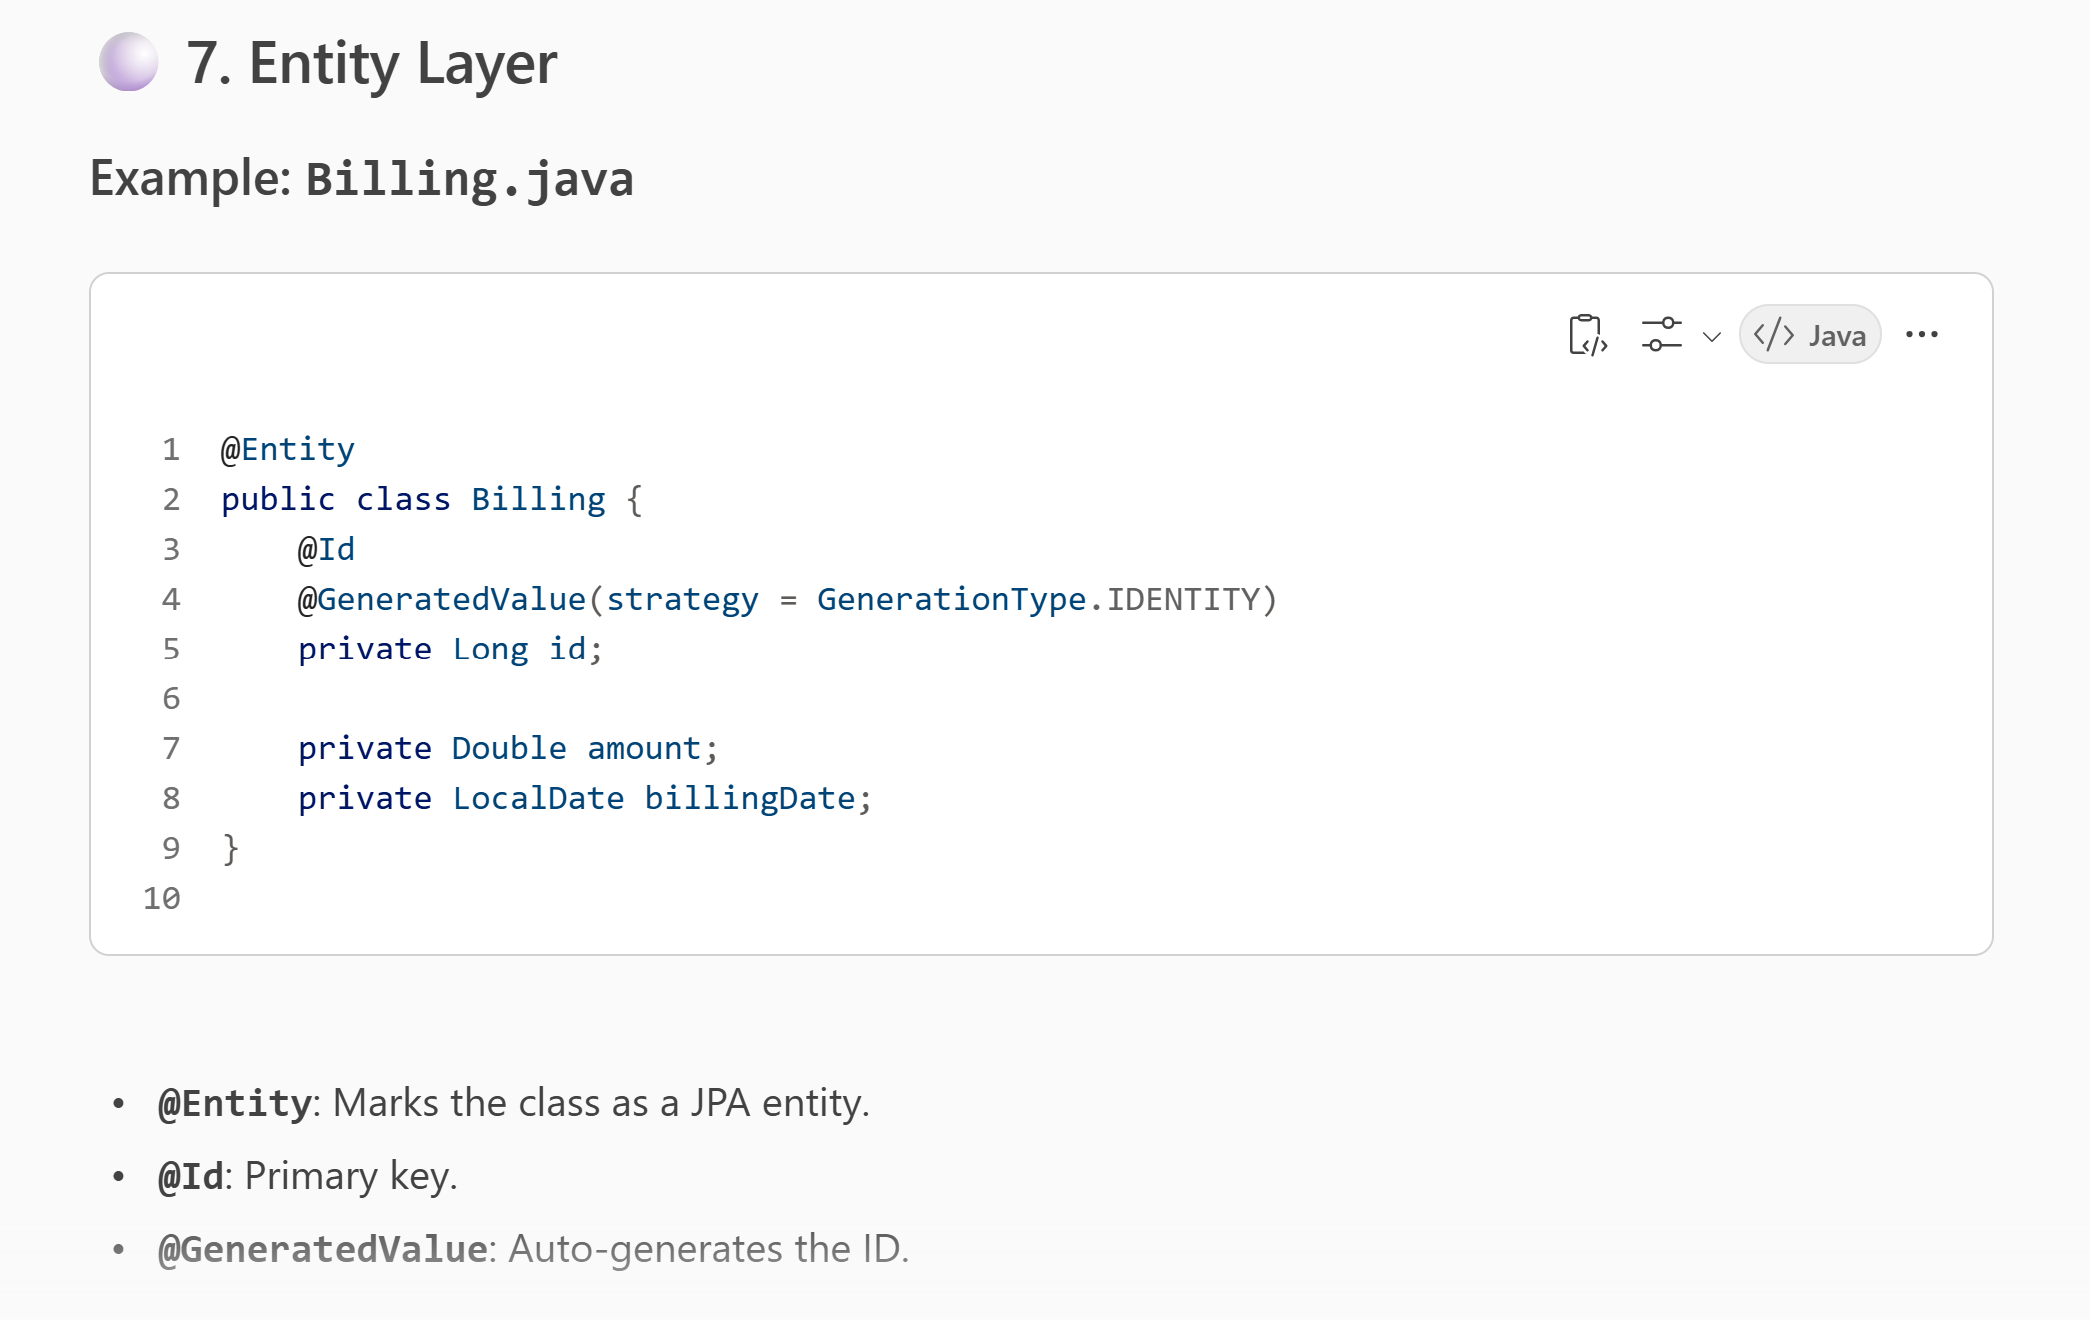 7. Entity Layer
Example: Billing.java
</> Java
1 @Entity
2 public class Billing {
3     @Id
4     @GeneratedValue(strategy = GenerationType.IDENTITY)
5     private Long id;
6
7     private Double amount;
8     private LocalDate billingDate;
9 }
10
• @Entity: Marks the class as a JPA entity.
• @Id: Primary key.
• @GeneratedValue: Auto-generates the ID.